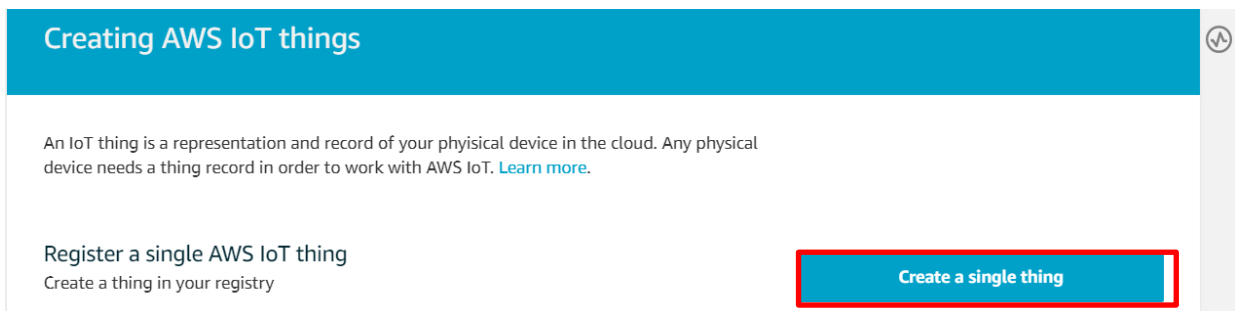 Creating AWS IoT things
An IoT thing is a representation and record of your phyisical device in the cloud. Any physical
device needs a thing record in order to work with AWS IoT. Learn more.
Register a single AWS IoT thing
Create a thing in your registry
Create a single thing